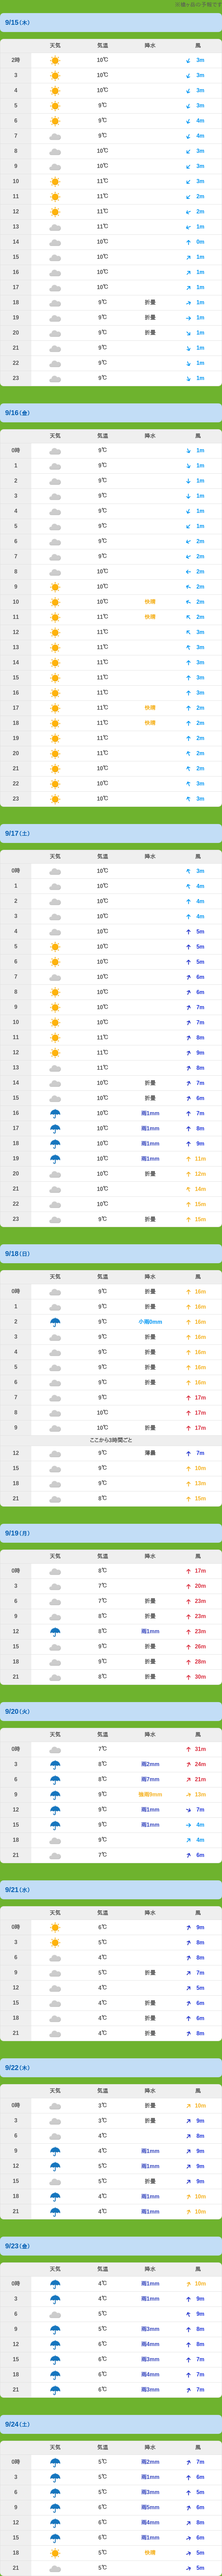 9/15(木)
天気 気温 降水 風
2時 10℃ 3m
3 10℃ 3m
4 10℃ 3m
5 9℃ 3m
6 9℃ 4m
7 9℃ 4m
8 10℃ 3m
9 10℃ 3m
10 11℃ 3m
11 11℃ 2m
12 11℃ 2m
13 11℃ 1m
14 10℃ 0m
15 10℃ 1m
16 10℃ 1m
17 10℃ 1m
18 9℃ 折曇 1m
19 9℃ 折曇 1m
20 9℃ 折曇 1m
21 9℃ 1m
22 9℃ 1m
23 9℃ 1m
9/16(金)
天気 気温 降水 風
0時 9℃ 1m
1 9℃ 1m
2 9℃ 1m
3 9℃ 1m
4 9℃ 1m
5 9℃ 1m
6 9℃ 2m
7 9℃ 2m
8 10℃ 2m
9 10℃ 2m
10 10℃ 快晴 2m
11 11℃ 快晴 2m
12 11℃ 3m
13 11℃ 3m
14 11℃ 3m
15 11℃ 3m
16 11℃ 3m
17 11℃ 快晴 2m
18 11℃ 快晴 2m
19 11℃ 2m
20 11℃ 2m
21 10℃ 2m
22 10℃ 3m
23 10℃ 3m
9/17(土)
天気 気温 降水 風
0時 10℃ 3m
1 10℃ 4m
2 10℃ 4m
3 10℃ 4m
4 10℃ 5m
5 10℃ 5m
6 10℃ 5m
7 10℃ 6m
8 10℃ 6m
9 10℃ 7m
10 10℃ 7m
11 11℃ 8m
12 11℃ 9m
13 11℃ 8m
14 10℃ 折曇 7m
15 10℃ 折曇 6m
16 10℃ 雨1mm 7m
17 10℃ 雨1mm 8m
18 10℃ 雨1mm 9m
19 10℃ 雨1mm 11m
20 10℃ 折曇 12m
21 10℃ 14m
22 10℃ 15m
23 9℃ 折曇 15m
9/18(日)
天気 気温 降水 風
0時 9℃ 折曇 16m
1 9℃ 折曇 16m
2 9℃ 小雨0mm 16m
3 9℃ 折曇 16m
4 9℃ 折曇 16m
5 9℃ 折曇 16m
6 9℃ 折曇 16m
7 9℃ 17m
8 10℃ 17m
9 10℃ 折曇 17m
ここから3時間ごと
12 9℃ 薄曇 7m
15 9℃ 10m
18 9℃ 13m
21 8℃ 15m
9/19(月)
天気 気温 降水 風
0時 8℃ 17m
3 7℃ 20m
6 7℃ 折曇 23m
9 8℃ 折曇 23m
12 8℃ 雨1mm 23m
15 9℃ 折曇 26m
18 9℃ 折曇 28m
21 8℃ 折曇 30m
9/20(火)
天気 気温 降水 風
0時 7℃ 31m
3 8℃ 雨2mm 24m
6 8℃ 雨7mm 21m
9 9℃ 強雨9mm 13m
12 9℃ 雨1mm 7m
15 9℃ 雨1mm 4m
18 9℃ 4m
21 7℃ 6m
9/21(水)
天気 気温 降水 風
0時 6℃ 9m
3 5℃ 8m
6 4℃ 8m
9 5℃ 折曇 7m
12 4℃ 5m
15 4℃ 折曇 6m
18 4℃ 折曇 6m
21 4℃ 折曇 8m
9/22(木)
天気 気温 降水 風
0時 3℃ 折曇 10m
3 3℃ 折曇 9m
6 4℃ 8m
9 4℃ 雨1mm 9m
12 5℃ 雨1mm 9m
15 5℃ 折曇 9m
18 4℃ 雨1mm 10m
21 4℃ 雨1mm 10m
9/23(金)
天気 気温 降水 風
0時 4℃ 雨1mm 10m
3 4℃ 雨1mm 9m
6 5℃ 9m
9 5℃ 雨3mm 8m
12 6℃ 雨4mm 8m
15 6℃ 雨3mm 7m
18 6℃ 雨4mm 7m
21 6℃ 雨3mm 7m
9/24(土)
天気 気温 降水 風
0時 5℃ 雨2mm 7m
3 5℃ 雨1mm 6m
6 5℃ 雨3mm 5m
9 6℃ 雨5mm 6m
12 6℃ 雨4mm 8m
15 6℃ 雨1mm 6m
18 5℃ 快晴 5m
21 5℃ 5m